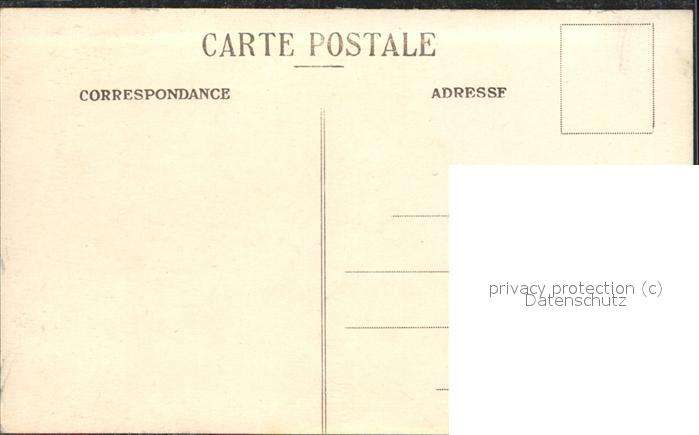 CARTE POSTALE
CORRESPONDANCE
ADRESSE
privacy protection (c)
Datenschutz